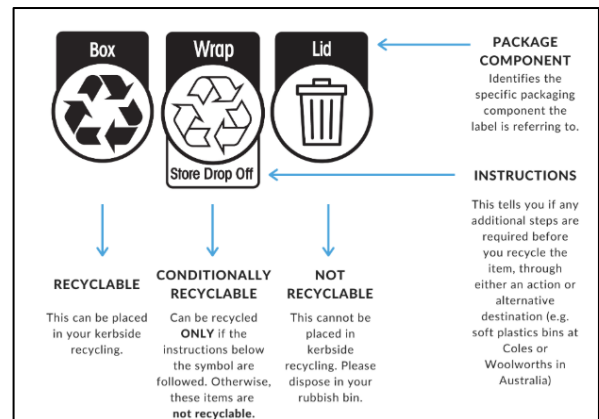 Box
Wrap
Lid
Store Drop Off
PACKAGE
COMPONENT
Identifies the
specific packaging
component the
label is referring to.
INSTRUCTIONS
This tells you if any
additional steps are
required before
you recycle the
item, through
either an action or
alternative
destination (e.g.
soft plastics bins at
Coles or
Woolworths in
Australia)
RECYCLABLE
This can be placed
in your kerbside
recycling.
CONDITIONALLY
RECYCLABLE
Can be recycled
ONLY if the
instructions below
the symbol are
followed. Otherwise,
these items are
not recyclable.
NOT
RECYCLABLE
This cannot be
placed in
kerbside
recycling. Please
dispose in your
rubbish bin.